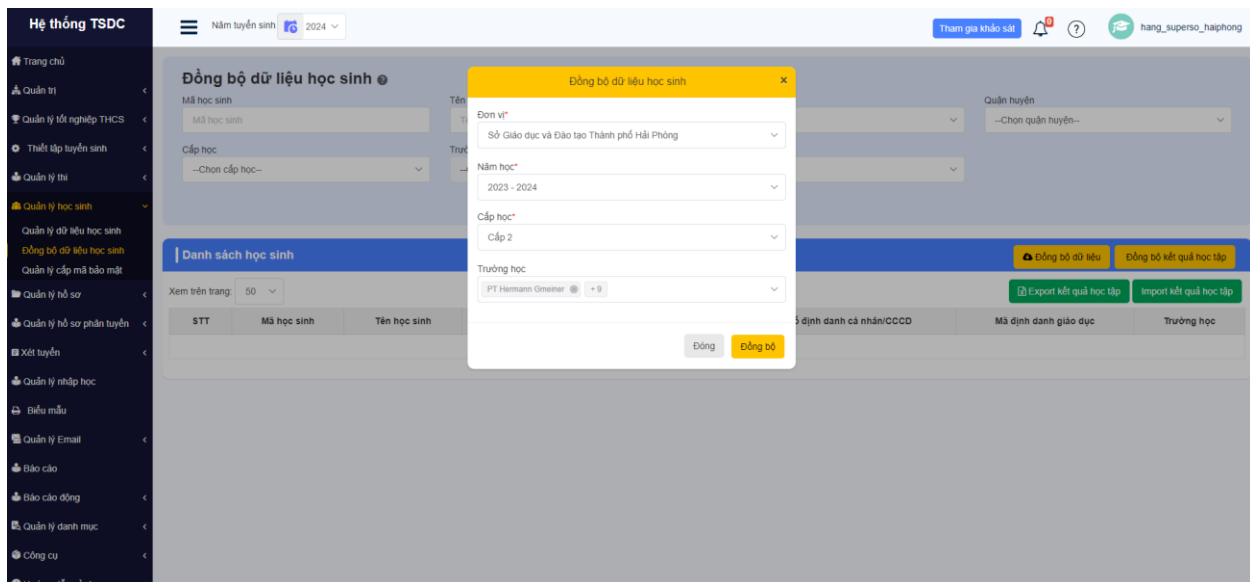 Hệ thống TSDC
Năm tuyển sinh 2024
Tham gia khảo sát
0
hang_superso_haiphong
Trang chủ
Quản trị
Quản lý tốt nghiệp THCS
Thiết lập tuyển sinh
Quản lý thi
Quản lý học sinh
Quản lý dữ liệu học sinh
Đồng bộ dữ liệu học sinh
Quản lý cấp mã bảo mật
Quản lý hồ sơ
Quản lý hồ sơ phân tuyến
Xét tuyển
Quản lý nhập học
Biểu mẫu
Quản lý Email
Báo cáo
Báo cáo động
Quản lý danh mục
Công cụ
Đồng bộ dữ liệu học sinh
Mã học sinh
Mã học sinh
Tên
Quận huyện
--Chọn quận huyện--
Cấp học
--Chọn cấp học--
Trườ
Đồng bộ dữ liệu học sinh ×
Đơn vị*
Sở Giáo dục và Đào tạo Thành phố Hải Phòng
Năm học*
2023 - 2024
Cấp học*
Cấp 2
Trường học
PT Hermann Gmeiner + 9
Đóng Đồng bộ
Danh sách học sinh
Đồng bộ dữ liệu Đồng bộ kết quả học tập
Xem trên trang: 50
Export kết quả học tập Import kết quả học tập
STT Mã học sinh Tên học sinh định danh cá nhân/CCCD Mã định danh giáo dục Trường học